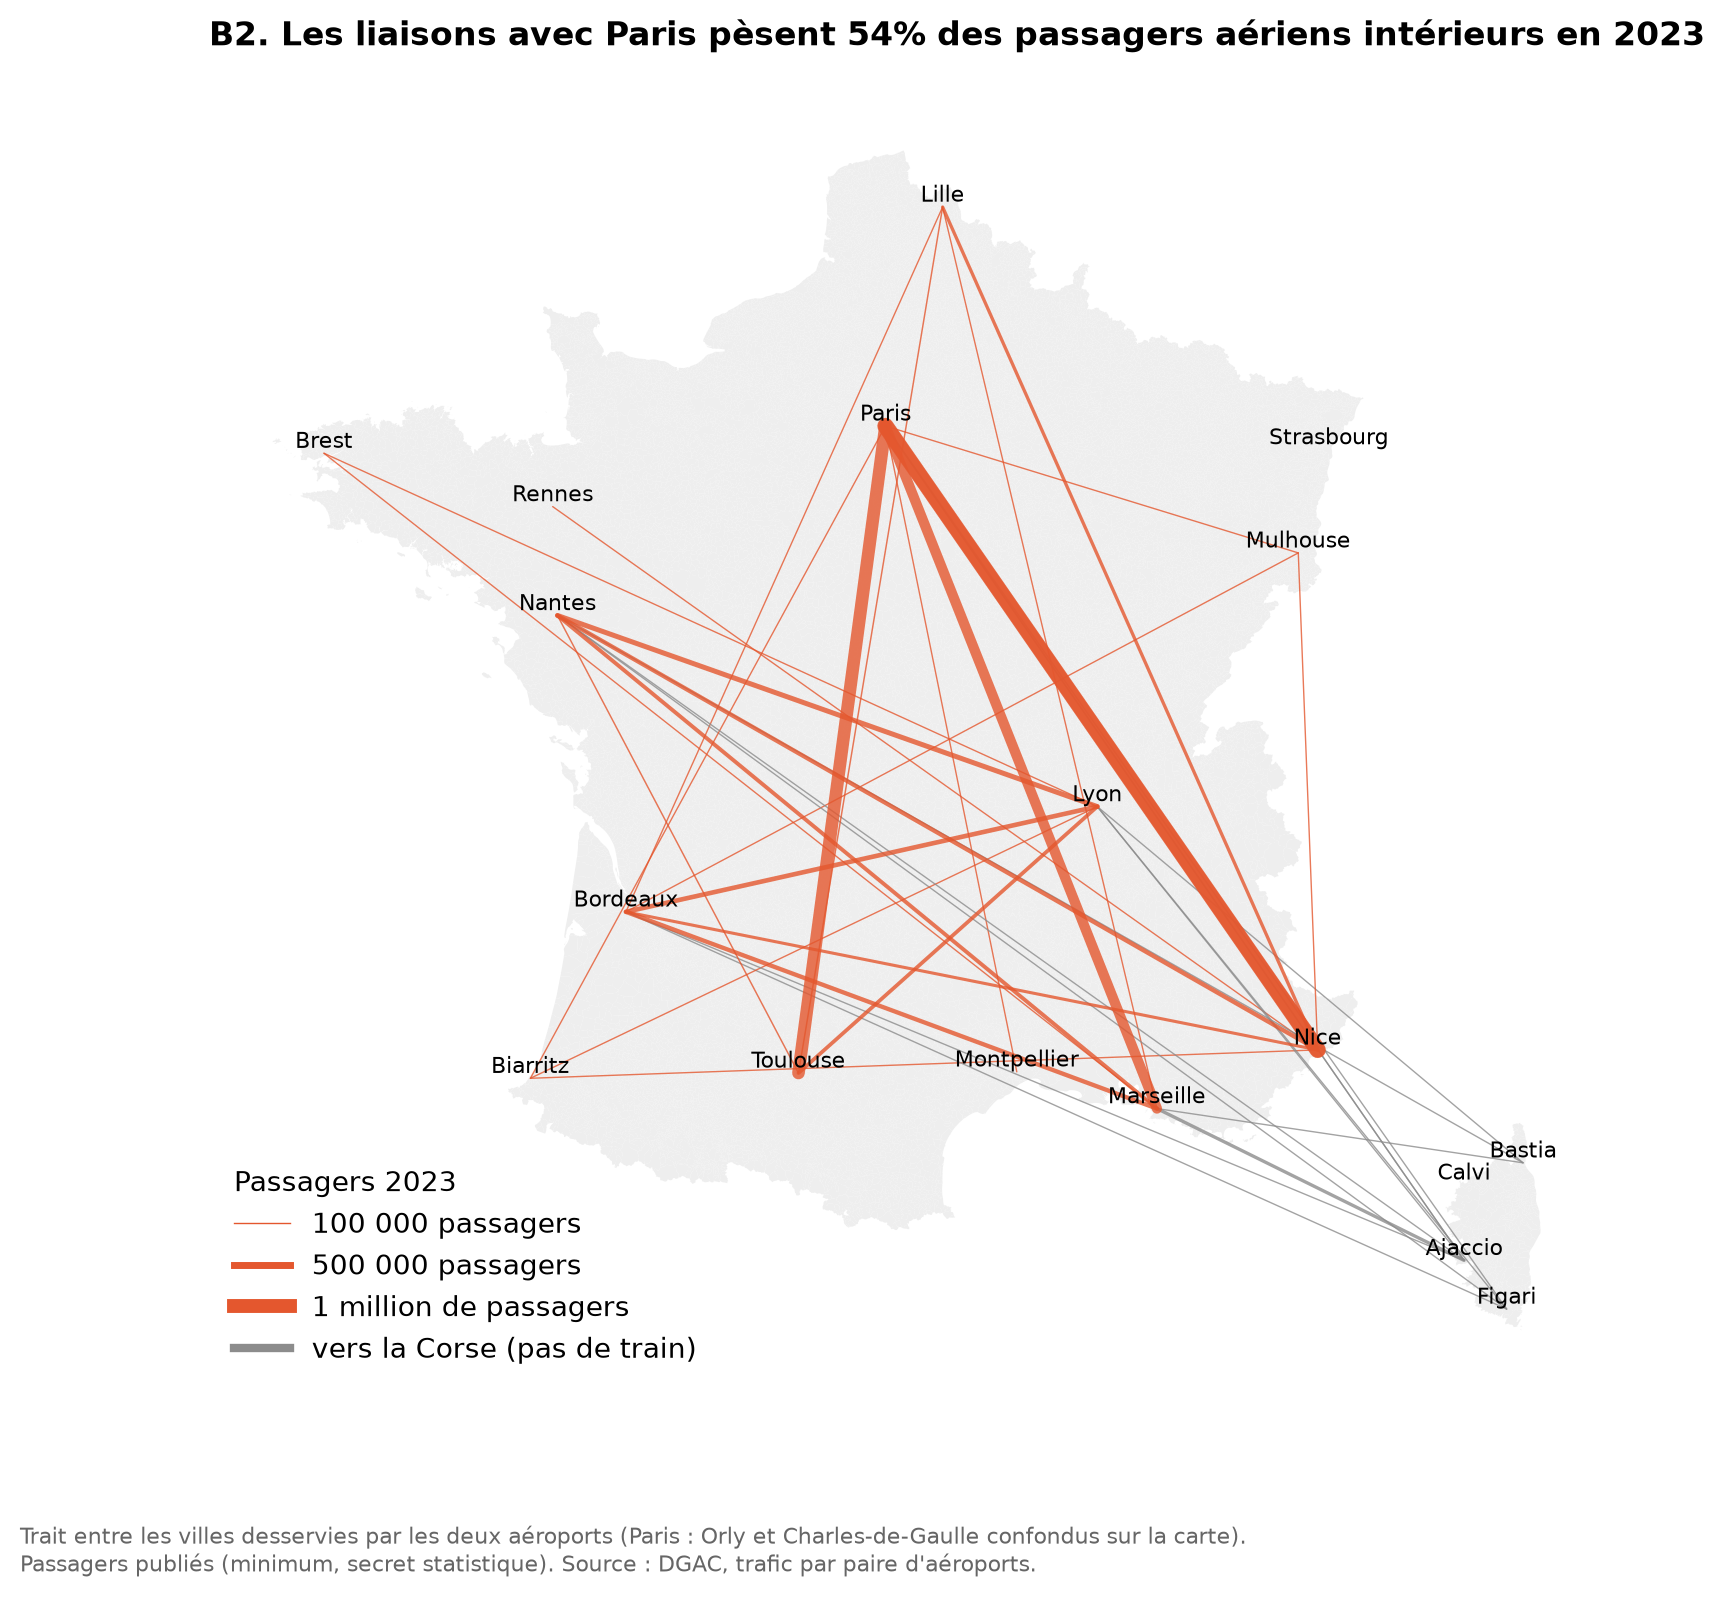 B2. Les liaisons avec Paris pèsent 54% des passagers aériens intérieurs en 2023
Lille
Paris
Strasbourg
Brest
Rennes
Mulhouse
Nantes
Lyon
Bordeaux
Nice
Biarritz
Toulouse
Montpellier
Marseille
Bastia
Calvi
Ajaccio
Figari
Passagers 2023
100 000 passagers
500 000 passagers
1 million de passagers
vers la Corse (pas de train)
Trait entre les villes desservies par les deux aéroports (Paris : Orly et Charles-de-Gaulle confondus sur la carte).
Passagers publiés (minimum, secret statistique). Source : DGAC, trafic par paire d'aéroports.